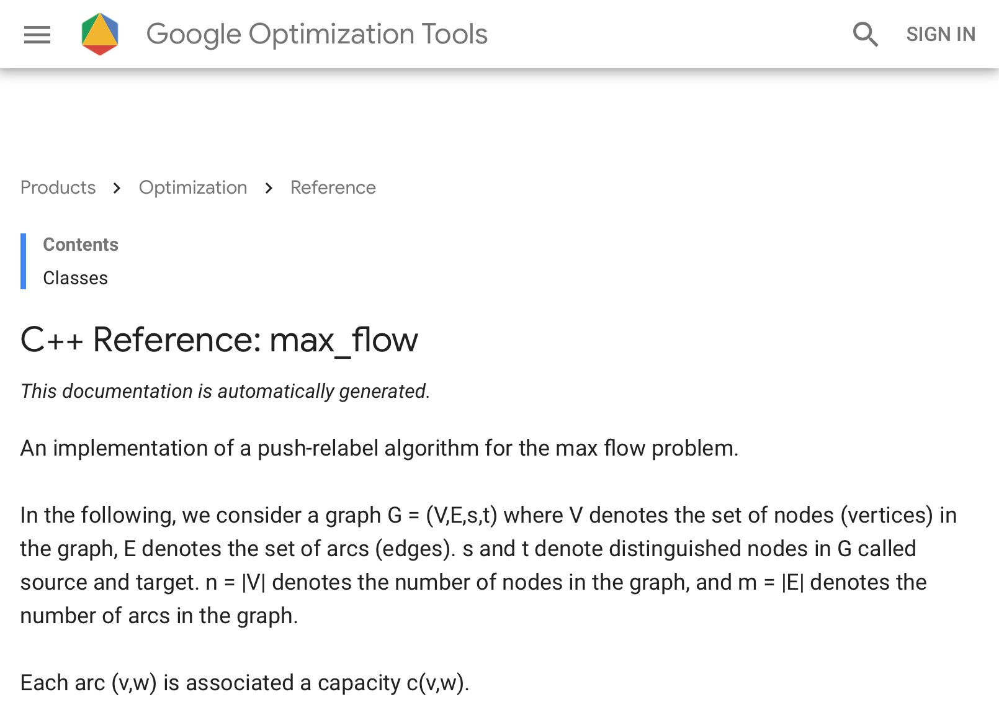 Google Optimization Tools
SIGN IN
Products > Optimization > Reference
Contents
Classes
C++ Reference: max_flow
This documentation is automatically generated.
An implementation of a push-relabel algorithm for the max flow problem.
In the following, we consider a graph G = (V,E,s,t) where V denotes the set of nodes (vertices) in
the graph, E denotes the set of arcs (edges). s and t denote distinguished nodes in G called
source and target. n = |V| denotes the number of nodes in the graph, and m = |E| denotes the
number of arcs in the graph.
Each arc (v,w) is associated a capacity c(v,w).